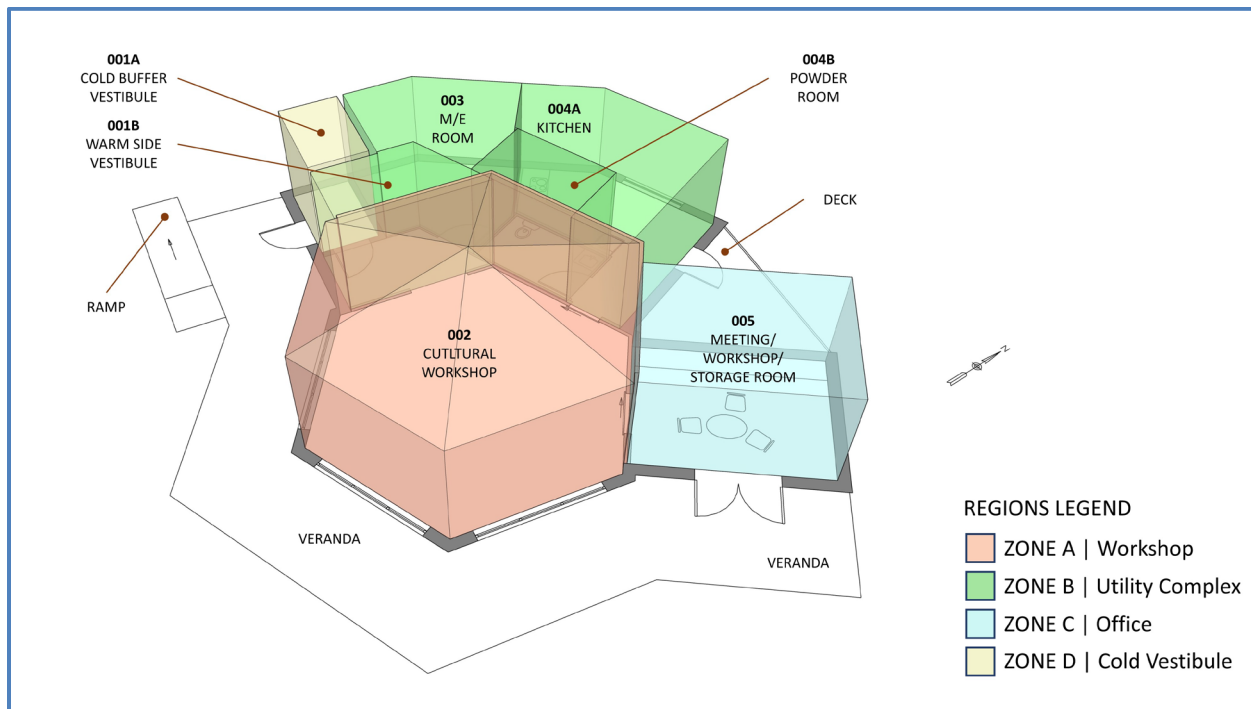 001A
COLD BUFFER
VESTIBULE
001B
WARM SIDE
VESTIBULE
003
M/E
ROOM
004A
KITCHEN
004B
POWDER
ROOM
DECK
RAMP
002
CUTLTURAL
WORKSHOP
005
MEETING/
WORKSHOP/
STORAGE ROOM
N
VERANDA
VERANDA
REGIONS LEGEND
ZONE A | Workshop
ZONE B | Utility Complex
ZONE C | Office
ZONE D | Cold Vestibule